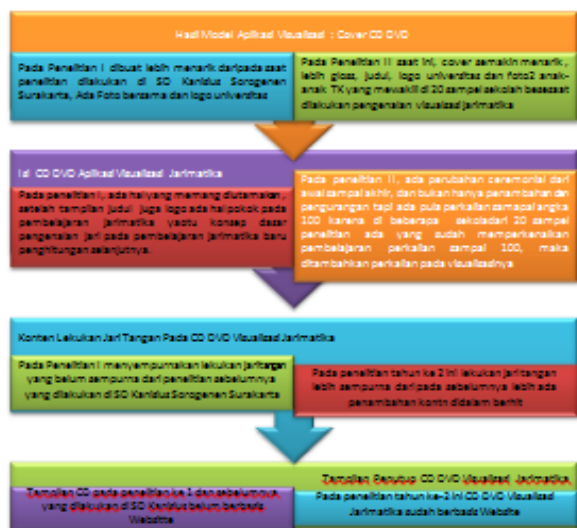 Hasil Model Aplikasi Visualisasi : Cover CD DVD
Pada Penelitian I dibuat lebih menarik daripada saat
penelitian dilakukan di SD Kanisius Sorogenen
Surakarta, Ada Foto bersama dan logo universitas
Pada Penelitian II saat ini, cover semakin menarik,
lebih gloss, judul, logo universitas dan foto2 anak-
anak TK yang mewakili di 20 sampel sekolah
dilakukan pengenalan visualisasi jarimatika
Isi CD DVD Aplikasi Visualisasi Jarimatika
Pada penelitian I, ada hal yang memang diutamakan,
setelah tampilan judul juga logo ada hal pokok pada
pembelajaran jarimatika yaotu konsep dasar
pengenalan jari pada pembelajaran jarimatika baru
penghitungan selanjutnya.
Pada penelitian II, ada perubahan ceremonial dari
awal sampai akhir, dan bukan hanya penambahan dan
pengurangan tapi ada pula perkalian samapai angka
100 karena di beberapa sekoladari 20 sampel
penelitian ada yang sudah memperkenalkan
pembelajaran perkalian sampai 100, maka
ditambahkan perkalian pada visualisasinya
Konten Lekukan Jari Tangan Pada CD DVD Visualisasi Jarimatika
Pada Penelitian I menyempurnakan lekukan jari tangan
yang belum sempurna dari penelitian sebelumnya
yang dilakukan di SD Kanisius Sorogenen Surakarta
Pada penelitian tahun ke 2 ini lekukan jari tangan
lebih sempurna dari pada sebelumnya lebih ada
penambahan kontn didalam berhit
Tampilan Penutup CD DVD Visualisasi Jarimatika
Tampilan CD pada penelitian ke 1 dan sebelumnya
yang dilakukan di SD Kanisius belum berbasis
Website
Pada penelitian tahun ke-2 ini CD DVD Visualisasi
Jarimatika sudah berbasis Website